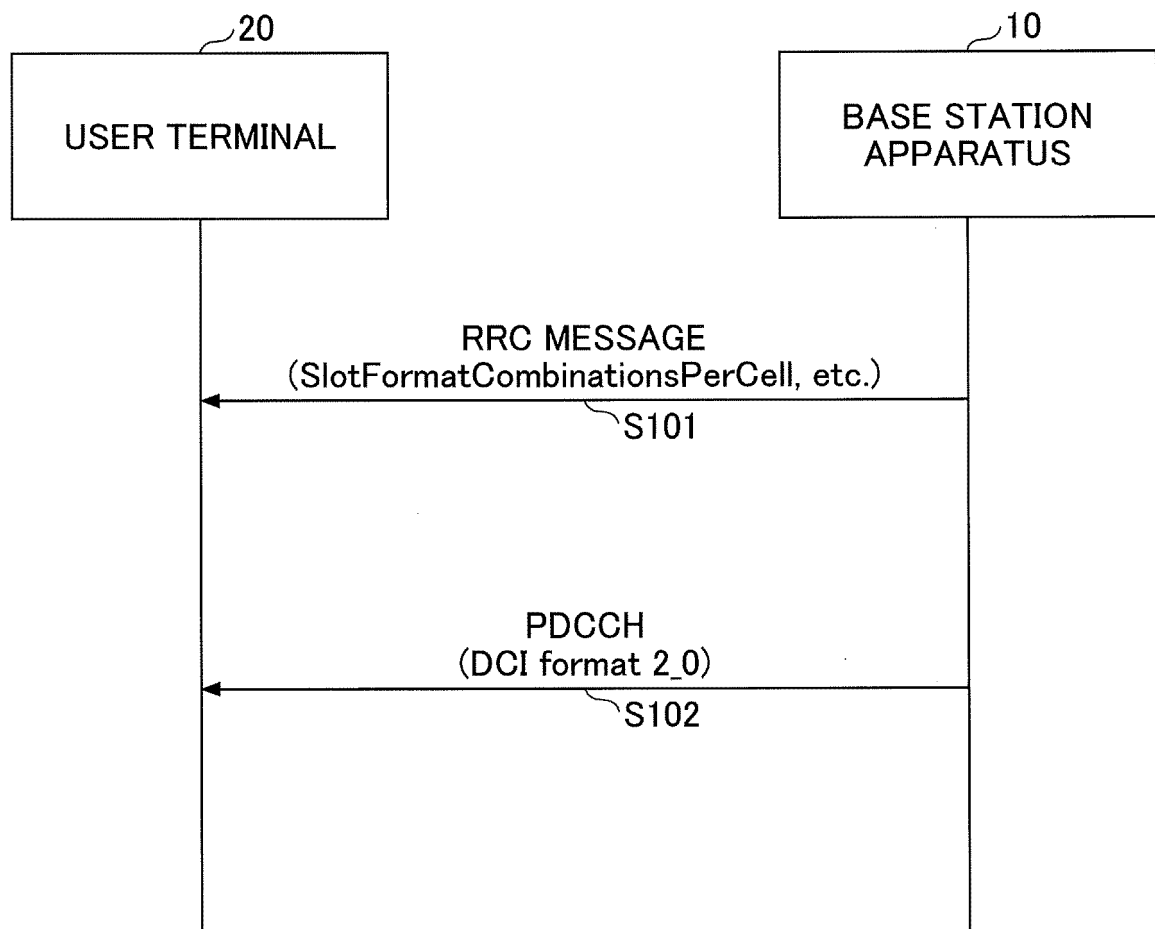 20
10
USER TERMINAL
BASE STATION
APPARATUS
RRC MESSAGE
(SlotFormatCombinationsPerCell, etc.)
S101
PDCCH
(DCI format 2_0)
S102